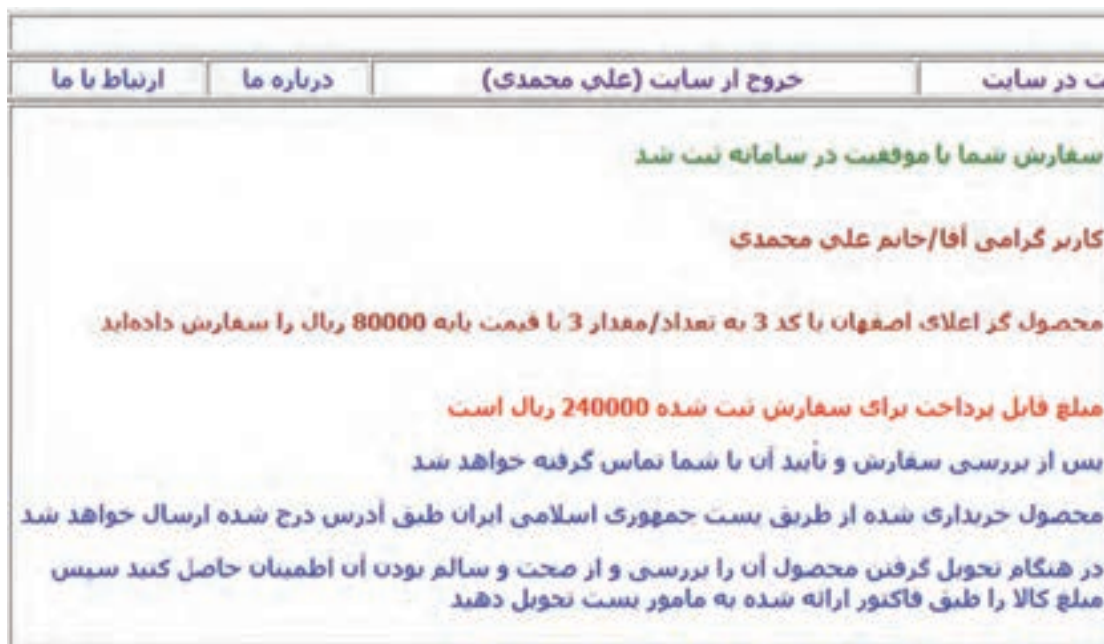 ت در سایت خروج از سایت (علی محمدی) درباره ما ارتباط با ما
سفارش شما با موفقیت در سامانه ثبت شد
کاربر گرامی آقا/خانم علی محمدی
محصول گز اعلای اصفهان با کد 3 به تعداد/مقدار 3 با قیمت پایه 80000 ریال را سفارش داده‌اید
مبلغ قابل پرداخت برای سفارش ثبت شده 240000 ریال است
پس از بررسی سفارش و تأیید آن با شما تماس گرفته خواهد شد
محصول خریداری شده از طریق پست جمهوری اسلامی ایران طبق آدرس درج شده ارسال خواهد شد
در هنگام تحویل گرفتن محصول آن را بررسی و از صحت و سالم بودن آن اطمینان حاصل کنید سپس
مبلغ کالا را طبق فاکتور ارائه شده به مامور پست تحویل دهید